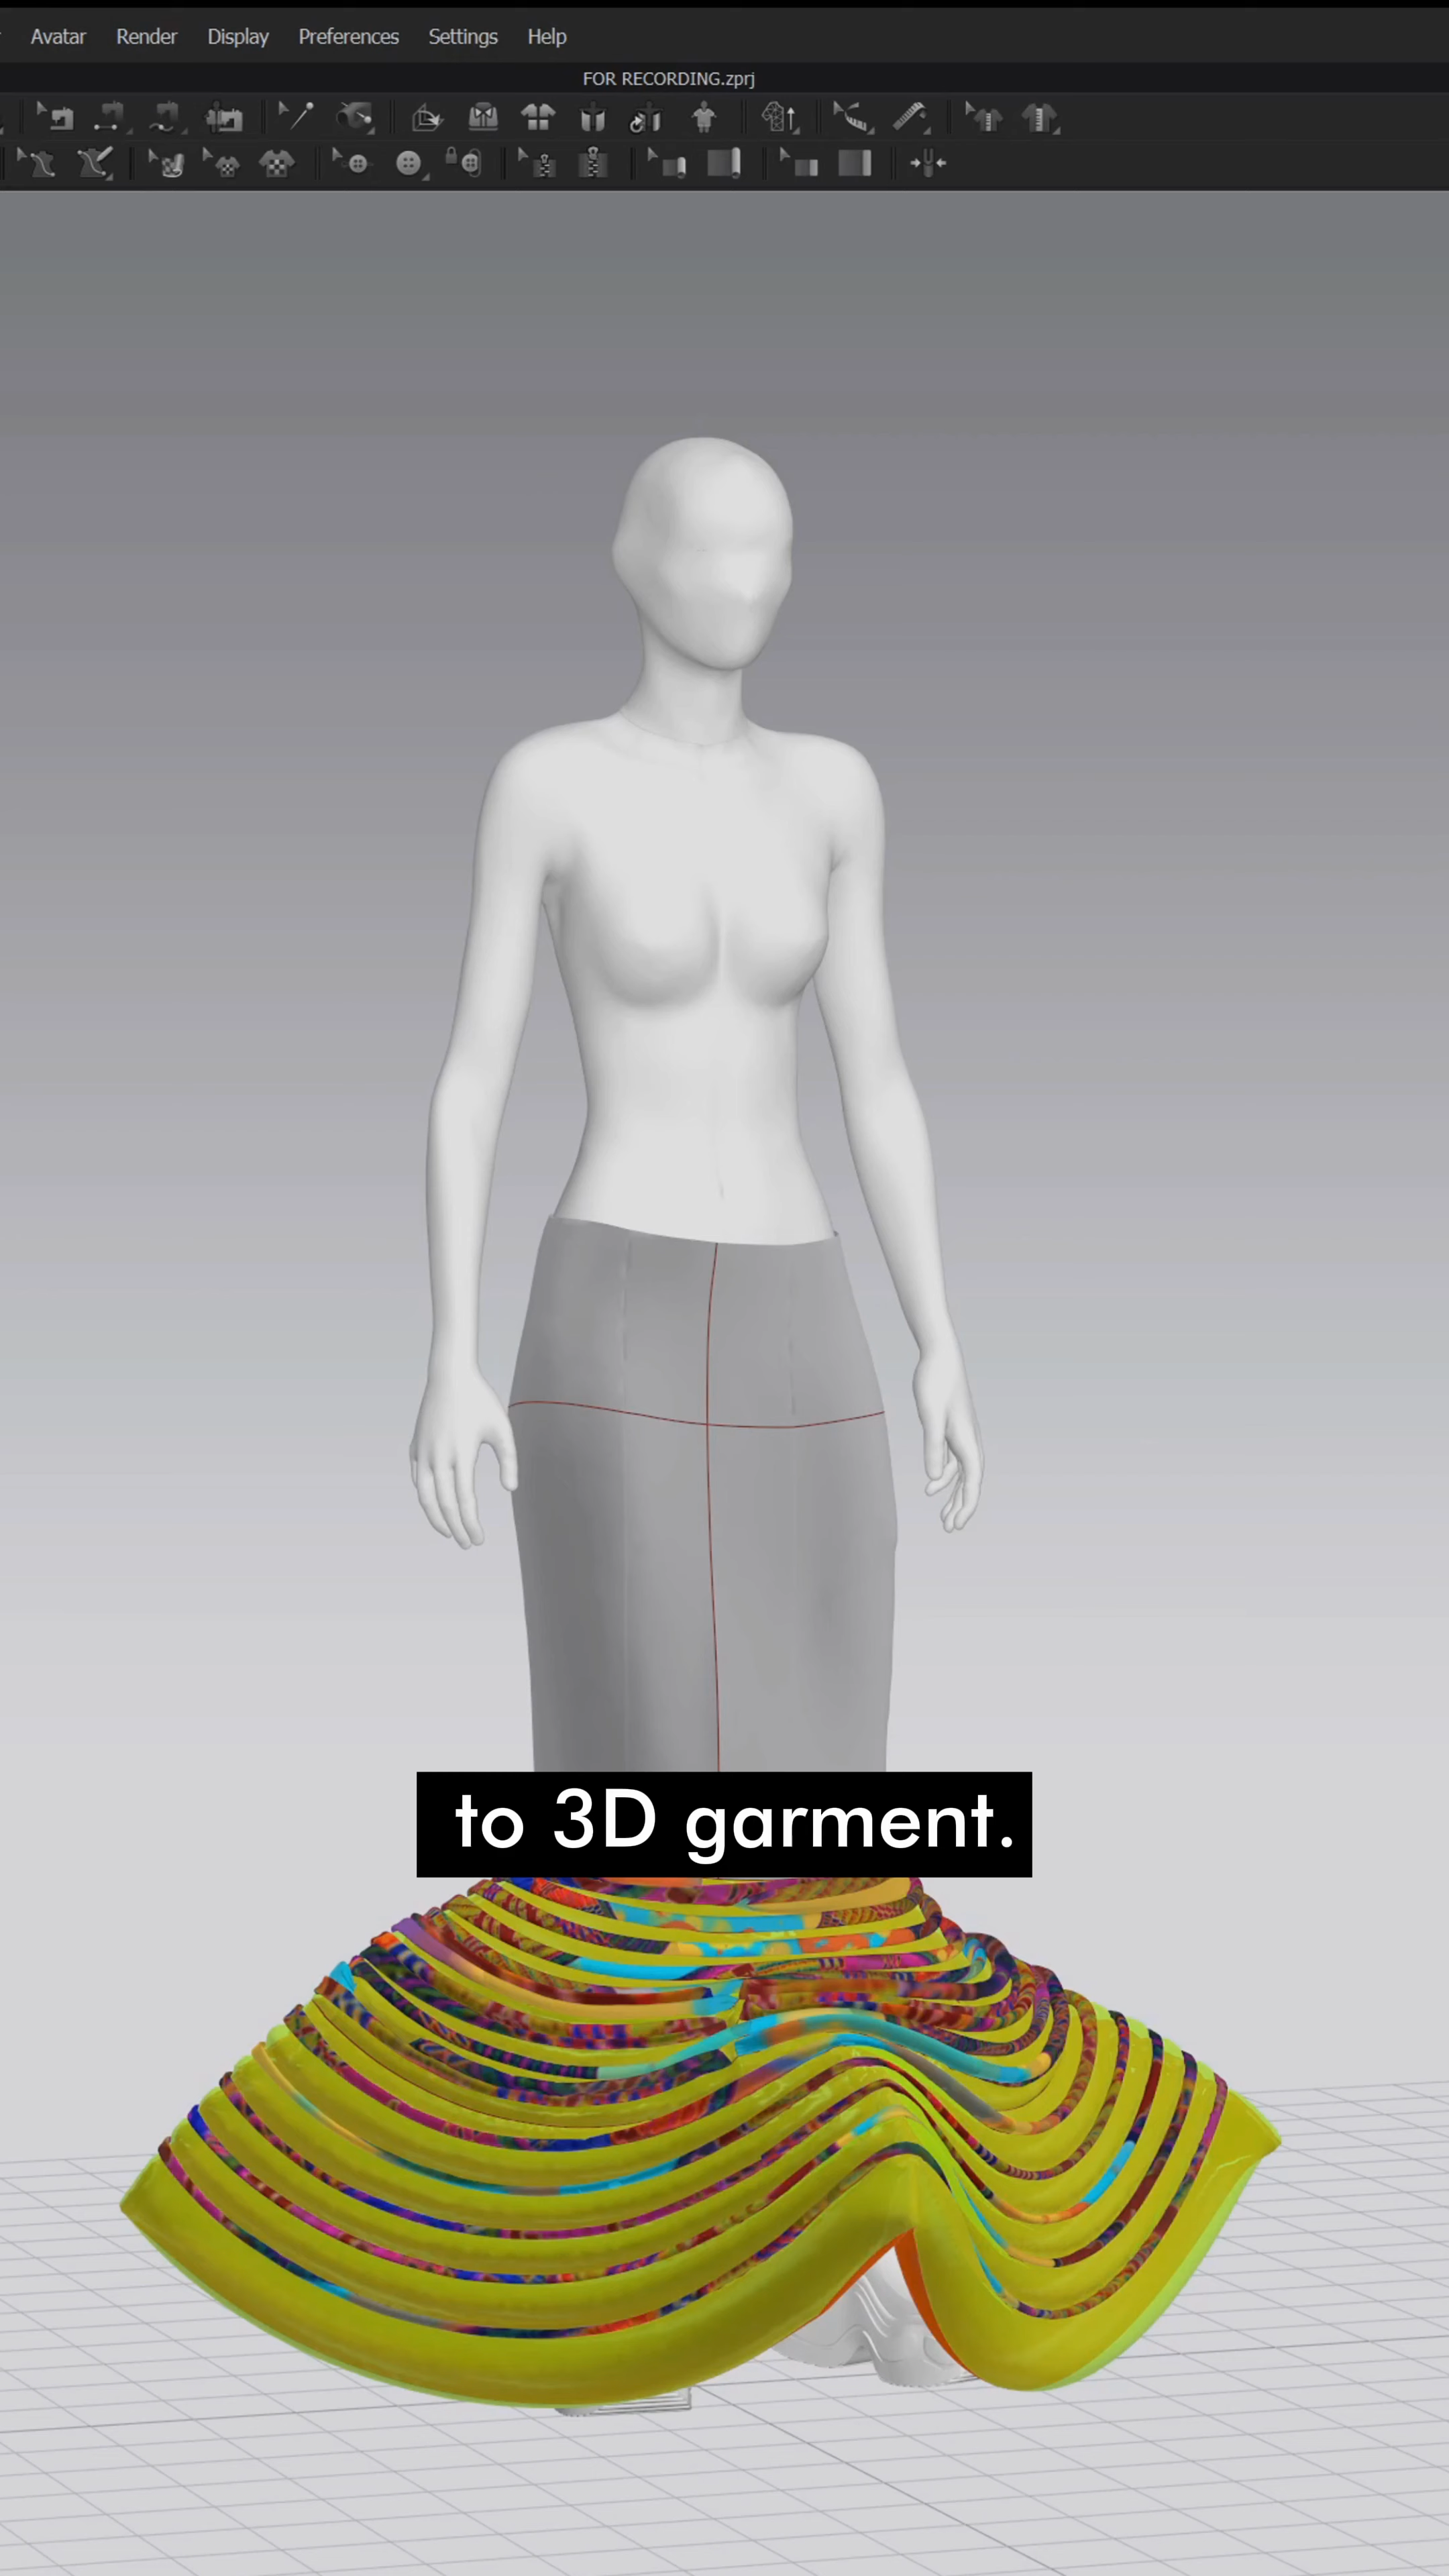 Avatar Render Display Preferences Settings Help
FOR RECORDING.zprj
to 3D garment.